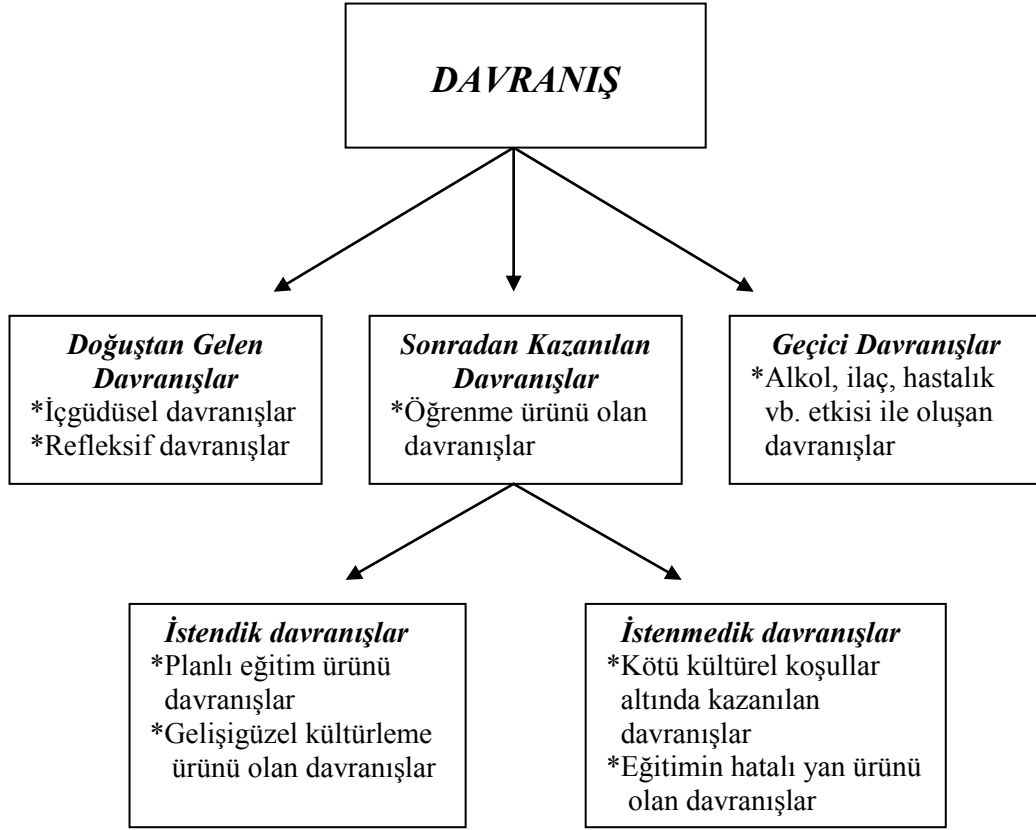 DAVRANIŞ
Doğuştan Gelen
Davranışlar
*İçgüdüsel davranışlar
*Refleksif davranışlar
Sonradan Kazanılan
Davranışlar
*Öğrenme ürünü olan
davranışlar
Geçici Davranışlar
*Alkol, ilaç, hastalık
vb. etkisi ile oluşan
davranışlar
İstendik davranışlar
*Planlı eğitim ürünü
davranışlar
*Gelişigüzel kültürleme
ürünü olan davranışlar
İstenmedik davranışlar
*Kötü kültürel koşullar
altında kazanılan
davranışlar
*Eğitimin hatalı yan ürünü
olan davranışlar